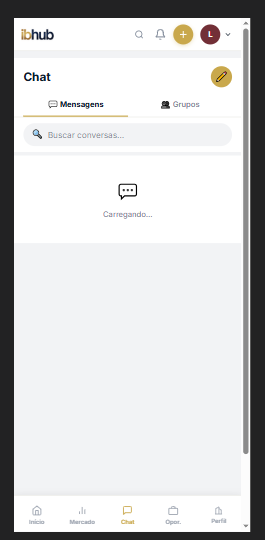 ibhub
L
Chat
Mensagens
Grupos
Buscar conversas...
Carregando...
Início
Mercado
Chat
Opor.
Perfil